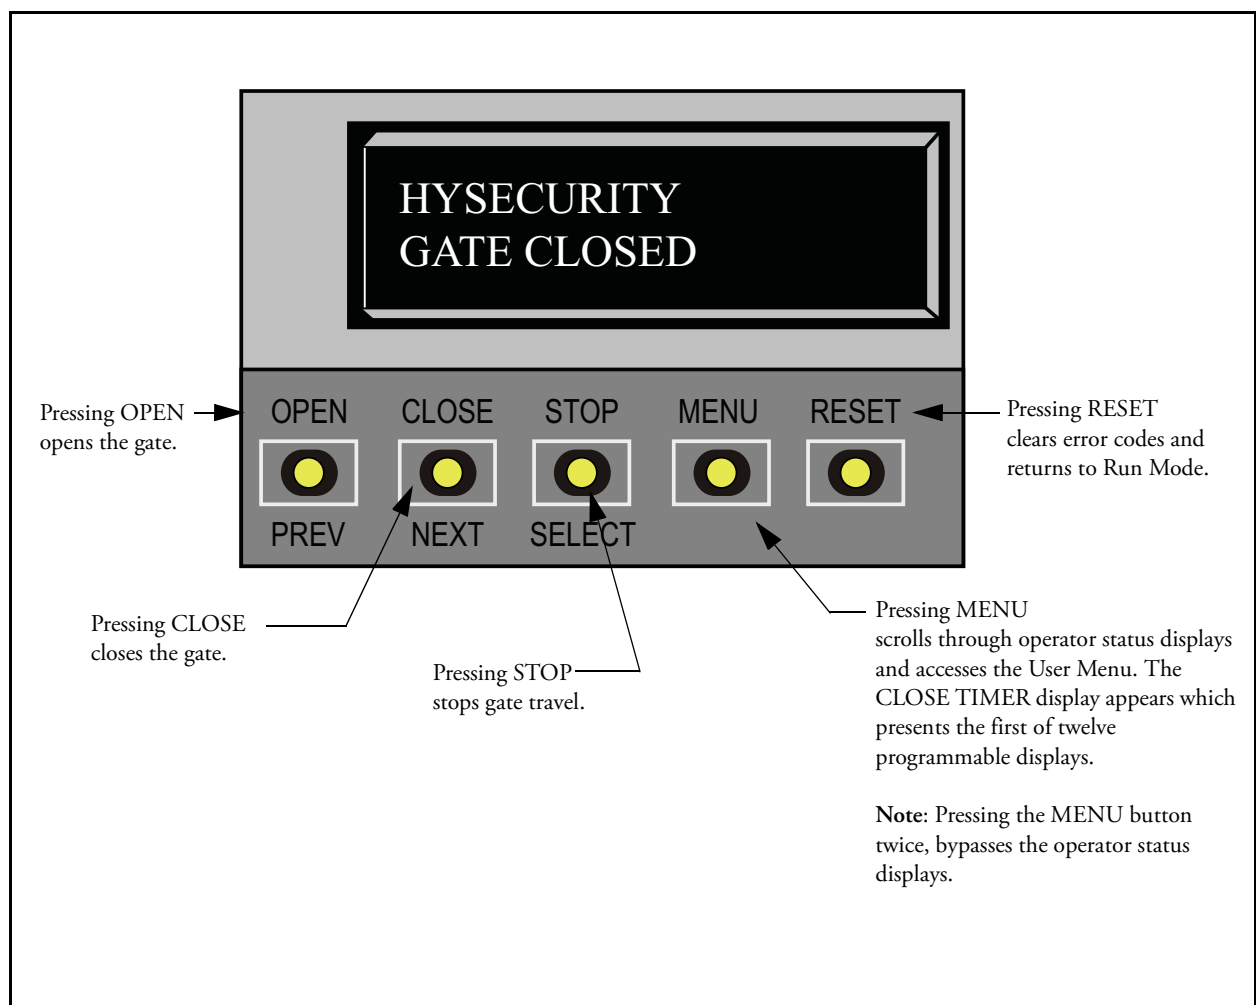 HYSECURITY
GATE CLOSED
OPEN
CLOSE
STOP
MENU
RESET
PREV
NEXT
SELECT
Pressing OPEN
opens the gate.
Pressing RESET
clears error codes and
returns to Run Mode.
Pressing CLOSE
closes the gate.
Pressing STOP
stops gate travel.
Pressing MENU
scrolls through operator status displays
and accesses the User Menu. The
CLOSE TIMER display appears which
presents the first of twelve
programmable displays.
Note: Pressing the MENU button
twice, bypasses the operator status
displays.